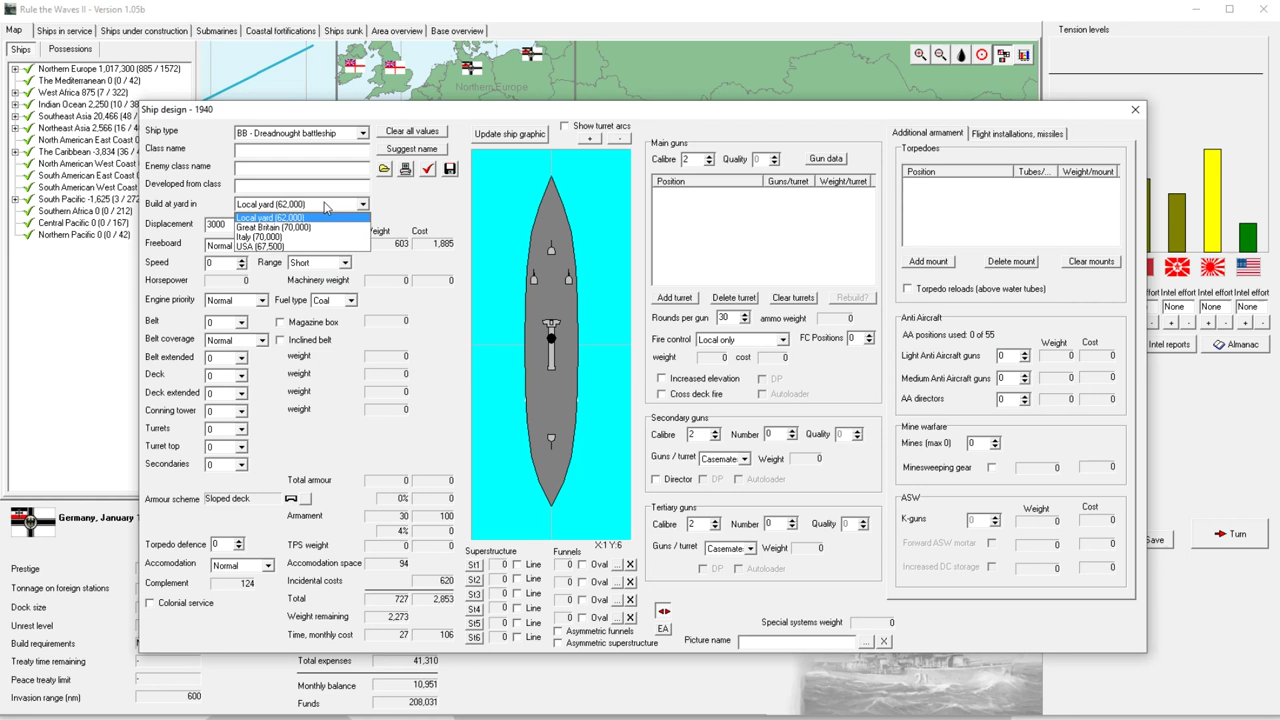 Rule the Waves II - Version 1.05b
Map Ships in service Ships under construction Submarines Coastal fortifications Ships sunk Area overview Base overview
Ships Possessions
Northern Europe 1,017,300 (885 / 1572)
The Mediterranean 0 (0 / 42)
West Africa 875 (7 / 322)
Indian Ocean 2,250 (10 / 38
Southeast Asia 20,466 (48 /
Northeast Asia 2,566 (16 / 4
North American East Coast 0
The Caribbean -3,834 (36 /
North American West Coast
South American East Coast
South American West Coast
South Pacific -1,625 (3 / 272
Southern Africa 0 (0 / 212)
Central Pacific 0 (0 / 167)
Northern Pacific 0 (0 / 42)
Northern Europe
Tension levels
Ship design - 1940
Ship type BB - Dreadnought battleship Clear all values
Class name Suggest name
Enemy class name
Developed from class
Build at yard in Local yard (62,000)
Local yard (62,000)
Great Britain (70,000)
Italy (70,000)
USA (67,500)
Displacement 3000 eight Cost
Freeboard Normal 603 1,885
Speed 0 Range Short
Horsepower 0 Machinery weight 0
Engine priority Normal Fuel type Coal
Belt 0 Magazine box 0
Belt coverage Normal Inclined belt
Belt extended 0 weight 0
Deck 0 weight 0
Deck extended 0 weight 0
Conning tower 0 weight 0
Turrets 0
Turret top 0
Secondaries 0
Total armour 0 0
Armour scheme Sloped deck 0% 0
Armament 30 100
4% 0
Torpedo defence 0 TPS weight 0 0
Accomodation Normal Accomodation space 94
Complement 124 Incidental costs 620
Colonial service Total 727 2,853
Weight remaining 2,273
Time, monthly cost 27 106
Update ship graphic Show turret arcs
+ -
X:1 Y:6
Superstructure Funnels
St1 0 Line 0 Oval ... X
St2 0 Line 0 Oval ... X
St3 0 Line 0 Oval ... X
St4 0 Line 0 Oval ... X
St5 0 Line Asymmetric funnels
St6 0 Line Asymmetric superstructure
Main guns
Calibre 2 Quality 0 Gun data
Position Guns/turret Weight/turret
Add turret Delete turret Clear turrets Rebuild?
Rounds per gun 30 ammo weight 0
Fire control Local only FC Positions 0
weight 0 cost 0
Increased elevation DP
Cross deck fire Autoloader
Secondary guns
Calibre 2 Number 0 Quality 0
Guns / turret Casemate Weight 0
Director DP Autoloader
Tertiary guns
Calibre 2 Number 0 Quality 0
Guns / turret Casemate Weight 0
DP Autoloader
EA
Special systems weight 0
Picture name ... X
Additional armament Flight installations, missiles
Torpedoes
Position Tubes/... Weight/mount
Add mount Delete mount Clear mounts
Torpedo reloads (above water tubes)
Anti Aircraft
AA positions used: 0 of 55
Weight Cost
Light Anti Aircraft guns 0 0 0
Medium Anti Aircraft guns 0 0 0
AA directors 0 0 0
Mine warfare
Mines (max 0) 0 0 0
Minesweeping gear 0 0
ASW
Weight Cost
K-guns 0 0 0
Forward ASW mortar 0 0
Increased DC storage 0 0
Intel effort Intel effort Intel effort
None None None
+ - + - + -
Intel reports Almanac
ave Turn
Germany, January 1
Prestige
Tonnage on foreign stations
Dock size
Unrest level
Build requirements
Treaty time remaining -
Peace treaty limit -
Invasion range (nm) 600
Total expenses 41,310
Monthly balance 10,951
Funds 208,031